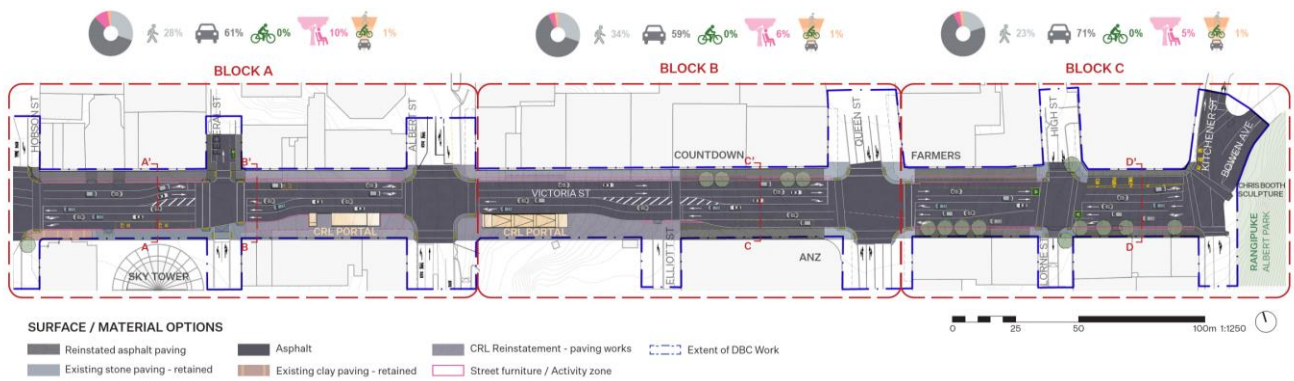 28% 61% 0% 10% 1%
34% 59% 0% 6% 1%
23% 71% 0% 5% 1%
BLOCK A
BLOCK B
BLOCK C
HOBSON ST
FEDERAL ST
ALBERT ST
QUEEN ST
HIGH ST
KITCHENER ST
BOWEN AVE
COUNTDOWN
FARMERS
A'
B'
C'
D'
VICTORIA ST
CHRIS BOOTH
SCULPTURE
CRL PORTAL
CRL PORTAL
A
B
C
D
SKY TOWER
ELLIOTT ST
ANZ
LORNE ST
RANGIPUKE
ALBERT PARK
SURFACE / MATERIAL OPTIONS
Reinstated asphalt paving
Asphalt
CRL Reinstatement - paving works
Extent of DBC Work
Existing stone paving - retained
Existing clay paving - retained
Street furniture / Activity zone
0 25 50 100m 1:1250